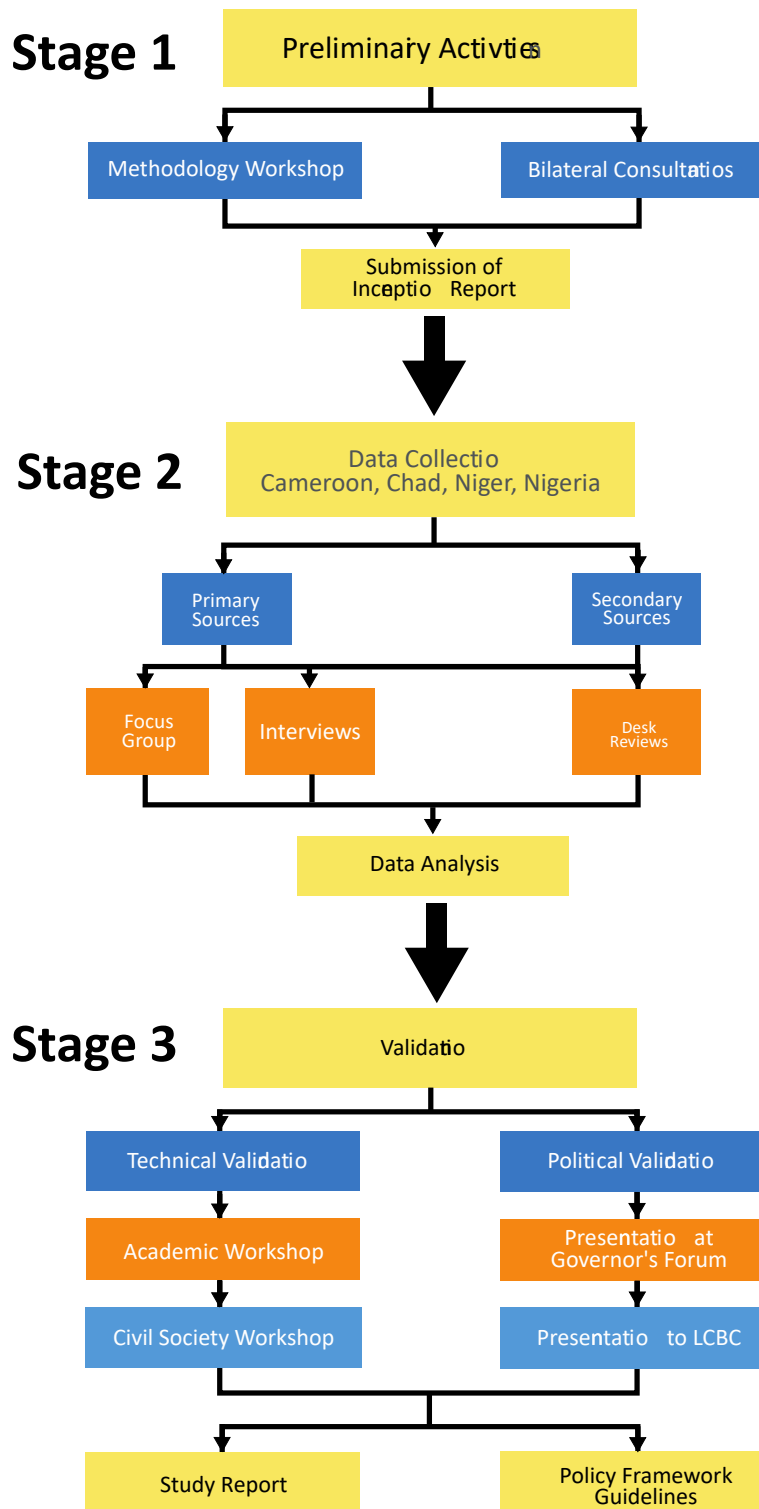 Stage 1
Preliminary Activties
Methodology Workshop
Bilateral Consultatios
Submission of
Inceptio Report
Stage 2
Data Collectio
Cameroon, Chad, Niger, Nigeria
Primary
Sources
Secondary
Sources
Focus
Group
Interviews
Desk
Reviews
Data Analysis
Stage 3
Validatio
Technical Validatio
Political Validatio
Academic Workshop
Presentatio at
Governor's Forum
Civil Society Workshop
Presentatio to LCBC
Study Report
Policy Framework
Guidelines